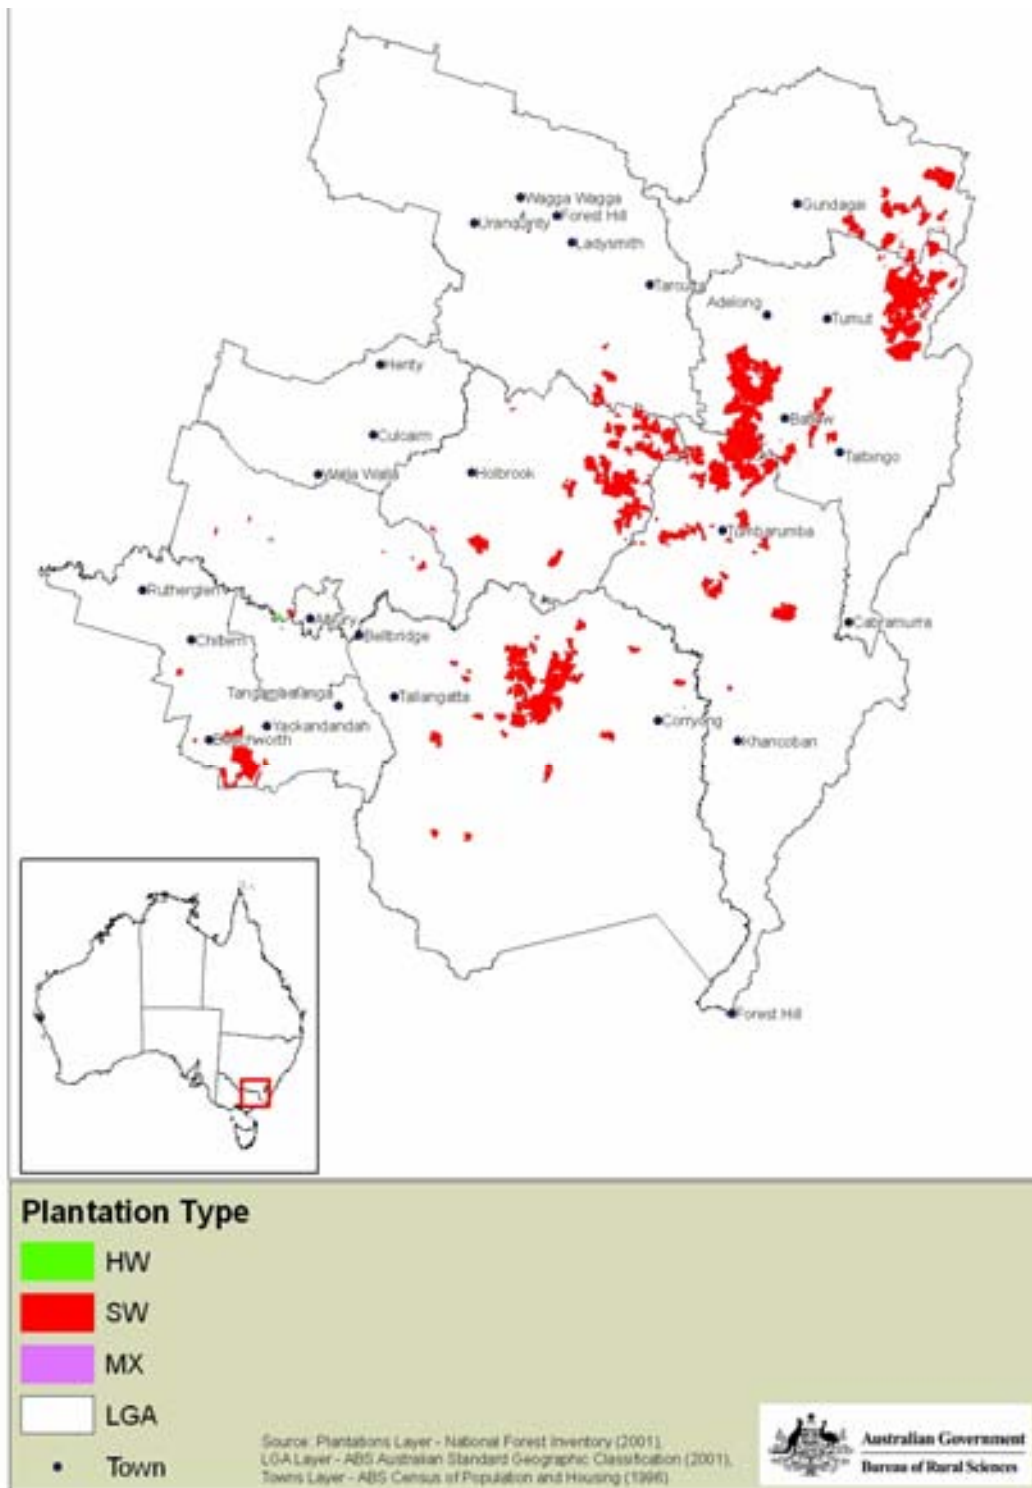 Wagga Wagga
Forest Hill
Uranquinty
Ladysmith
Gundagai
Tarcutta
Adelong
Tumut
Henty
Batlow
Culcairn
Talbingo
Walla Walla
Holbrook
Tumbarumba
Rutherglen
Albury
Cabramurra
Chiltern
Bellbridge
Tangambalanga
Tallangatta
Yackandandah
Corryong
Beechworth
Khancoban
Forest Hill
Plantation Type
HW
SW
MX
LGA
Town
Source: Plantations Layer - National Forest Inventory (2001),
LGA Layer - ABS Australian Standard Geographic Classification (2001),
Towns Layer - ABS Census of Population and Housing (1996)
Australian Government
Bureau of Rural Sciences